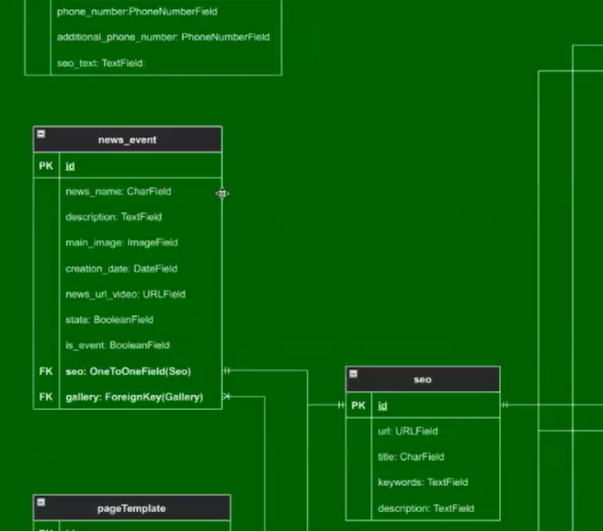 phone_number:PhoneNumberField
additional_phone_number: PhoneNumberField
seo_text: TextField:
news_event
PK id
news_name: CharField
description: TextField
main_image: ImageField
creation_date: DateField
news_url_video: URLField
state: BooleanField
is_event: BooleanField
FK seo: OneToOneField(Seo)
FK gallery: ForeignKey(Gallery)
seo
PK id
url: URLField
title: CharField
keywords: TextField
description: TextField
pageTemplate